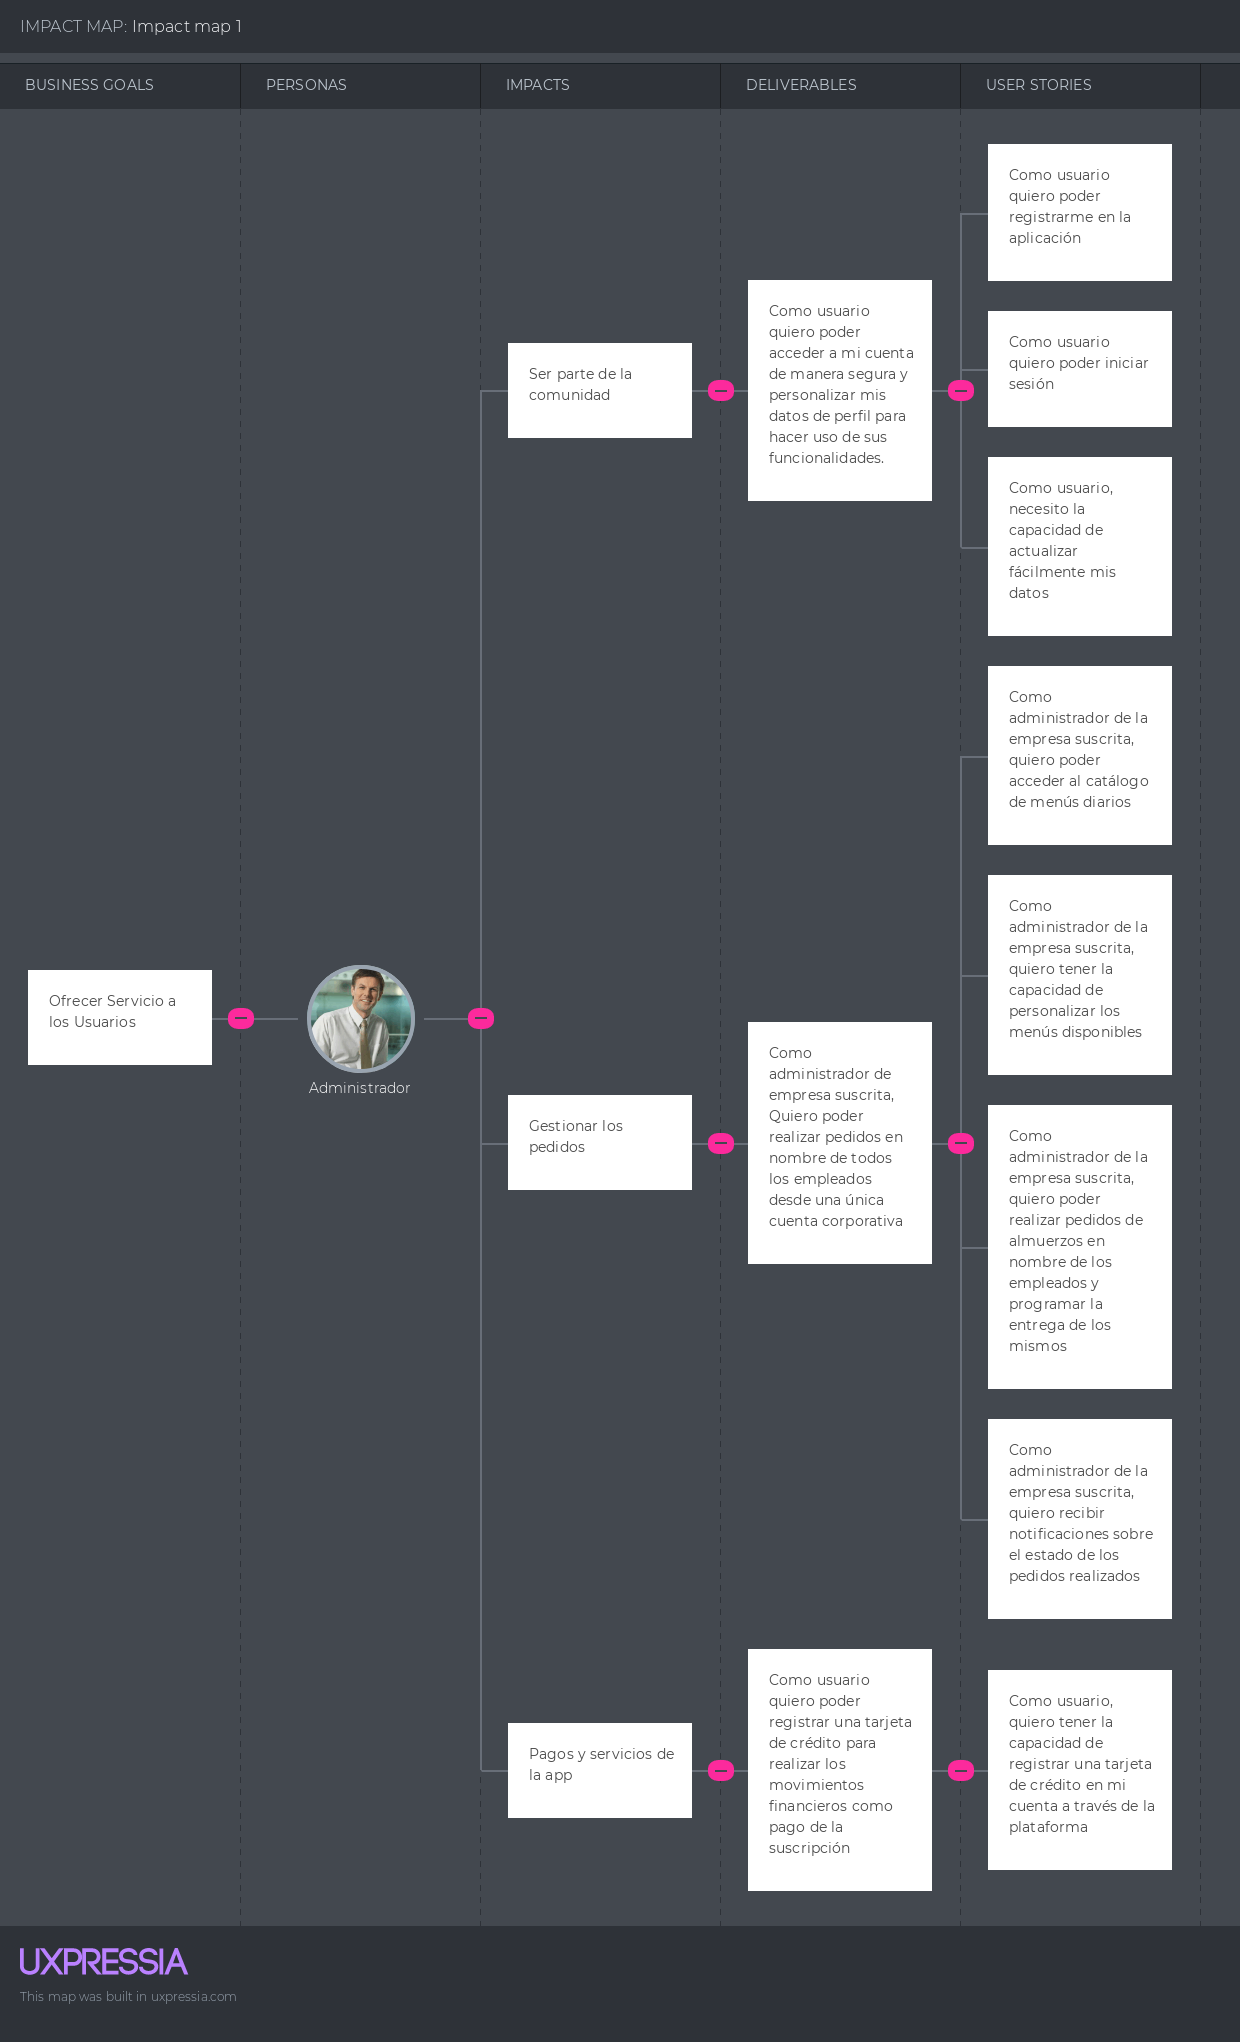 IMPACT MAP: Impact map 1
BUSINESS GOALS
PERSONAS
IMPACTS
DELIVERABLES
USER STORIES
Ofrecer Servicio a
los Usuarios
Administrador
Ser parte de la
comunidad
Como usuario
quiero poder
acceder a mi cuenta
de manera segura y
personalizar mis
datos de perfil para
hacer uso de sus
funcionalidades.
Como usuario
quiero poder
registrarme en la
aplicación
Como usuario
quiero poder iniciar
sesión
Como usuario,
necesito la
capacidad de
actualizar
fácilmente mis
datos
Gestionar los
pedidos
Como
administrador de
empresa suscrita,
Quiero poder
realizar pedidos en
nombre de todos
los empleados
desde una única
cuenta corporativa
Como
administrador de la
empresa suscrita,
quiero poder
acceder al catálogo
de menús diarios
Como
administrador de la
empresa suscrita,
quiero tener la
capacidad de
personalizar los
menús disponibles
Como
administrador de la
empresa suscrita,
quiero poder
realizar pedidos de
almuerzos en
nombre de los
empleados y
programar la
entrega de los
mismos
Como
administrador de la
empresa suscrita,
quiero recibir
notificaciones sobre
el estado de los
pedidos realizados
Pagos y servicios de
la app
Como usuario
quiero poder
registrar una tarjeta
de crédito para
realizar los
movimientos
financieros como
pago de la
suscripción
Como usuario,
quiero tener la
capacidad de
registrar una tarjeta
de crédito en mi
cuenta a través de la
plataforma
UXPRESSIA
This map was built in uxpressia.com